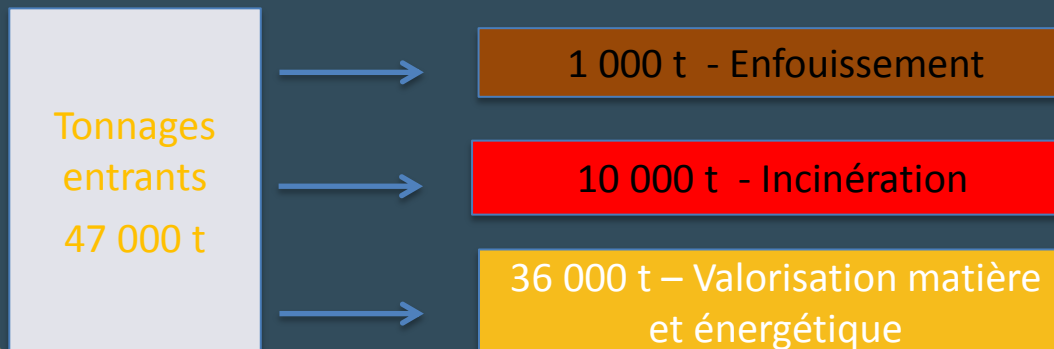 Tonnages
entrants
47 000 t
1 000 t - Enfouissement
10 000 t - Incinération
36 000 t – Valorisation matière
et énergétique